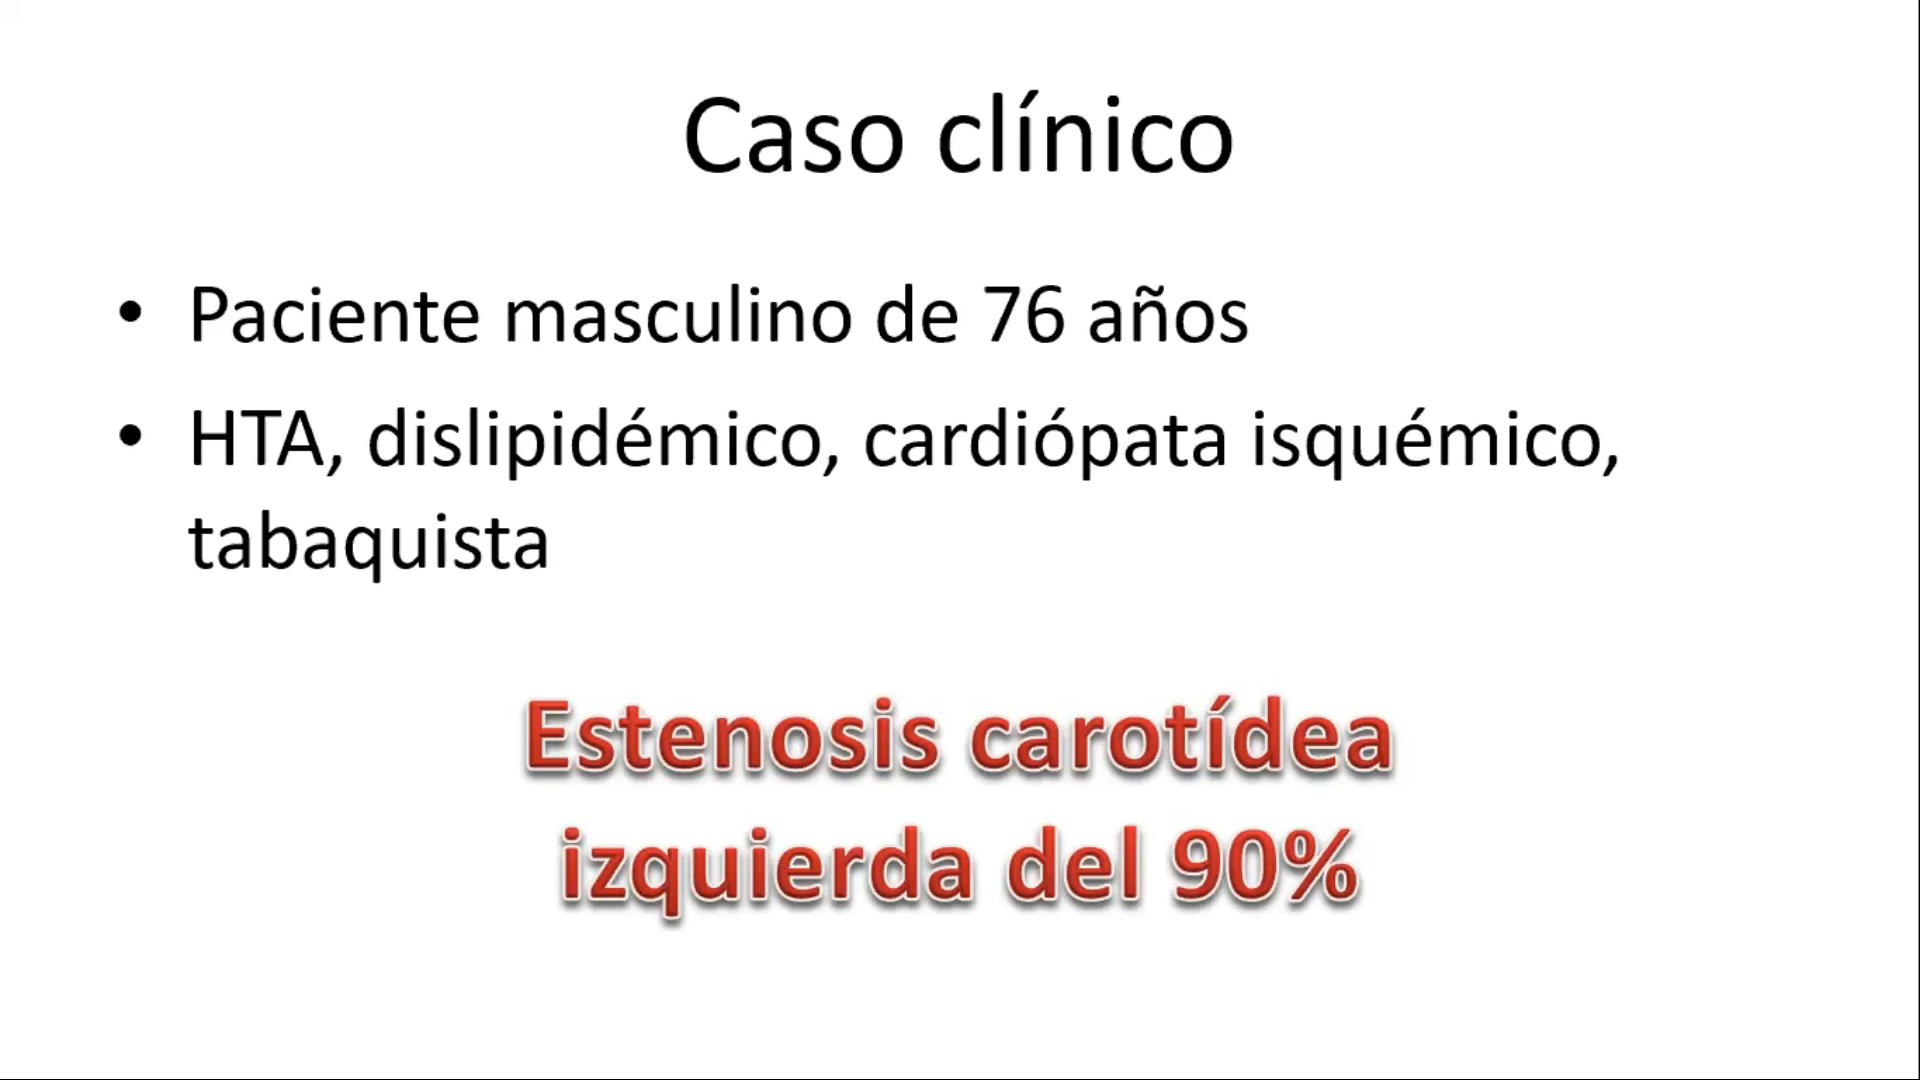 Caso clínico
• Paciente masculino de 76 años
• HTA, dislipidémico, cardiópata isquémico,
tabaquista
Estenosis carotídea
izquierda del 90%